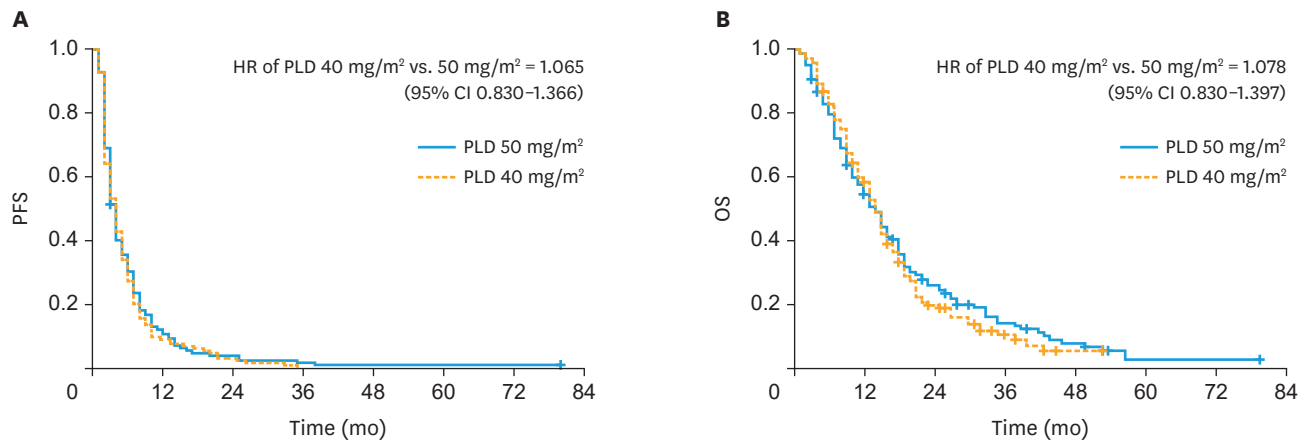 A
1.0
0.8
0.6
0.4
0.2
0
12
24
36
48
60
72
84
PFS
Time (mo)
HR of PLD 40 mg/m² vs. 50 mg/m² = 1.065
(95% CI 0.830–1.366)
PLD 50 mg/m²
PLD 40 mg/m²
B
1.0
0.8
0.6
0.4
0.2
0
12
24
36
48
60
72
84
OS
Time (mo)
HR of PLD 40 mg/m² vs. 50 mg/m² = 1.078
(95% CI 0.830–1.397)
PLD 50 mg/m²
PLD 40 mg/m²